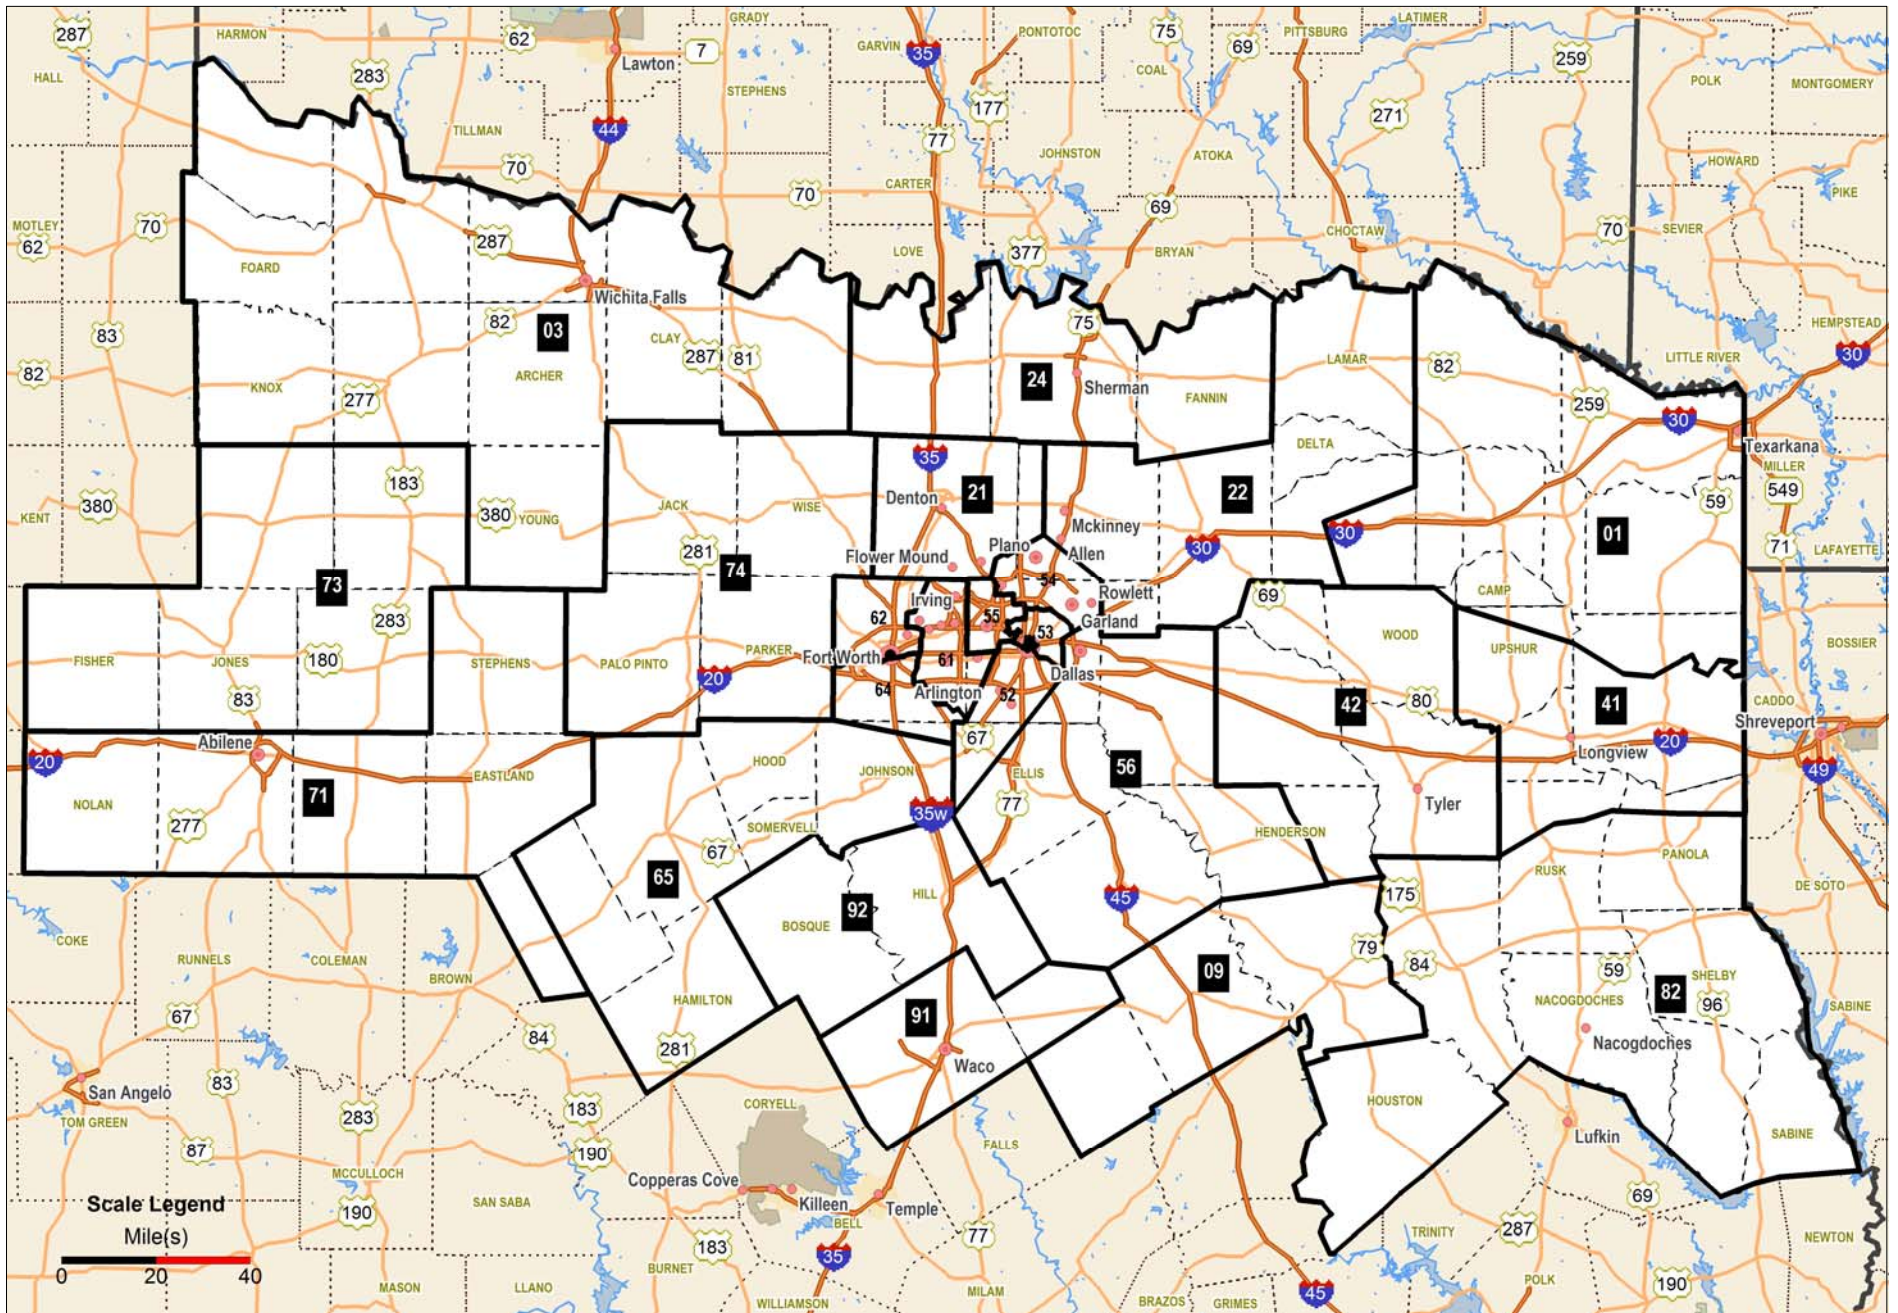 287
HARMON
62
GRADY
7
GARVIN
35
PONTOTOC
75
69
PITTSBURG
LATIMER
259
POLK
MONTGOMERY
HALL
283
Lawton
STEPHENS
177
COAL
271
TILLMAN
44
77
JOHNSTON
ATOKA
HOWARD
PIKE
70
70
CARTER
69
MOTLEY
62
70
287
LOVE
377
BRYAN
CHOCTAW
70
SEVIER
FOARD
Wichita Falls
83
82
03
CLAY
287
81
75
HEMPSTEAD
30
82
KNOX
277
ARCHER
24
Sherman
FANNIN
LAMAR
82
LITTLE RIVER
259
30
Texarkana
MILLER
549
35
DELTA
183
KENT
380
380
YOUNG
JACK
WISE
Denton
21
22
59
Mckinney
30
30
01
71
LAFAYETTE
281
Flower Mound
Plano
Allen
73
74
54
Rowlett
69
CAMP
283
Irving
62
55
53
Garland
WOOD
UPSHUR
BOSSIER
FISHER
JONES
180
STEPHENS
PALO PINTO
PARKER
Fort Worth
61
Dallas
20
83
64
Arlington
52
42
80
41
CADDO
Shreveport
Abilene
20
67
Longview
20
49
EASTLAND
HOOD
JOHNSON
ELLIS
56
NOLAN
71
277
35w
77
Tyler
SOMERVELL
67
HENDERSON
65
92
HILL
45
175
RUSK
PANOLA
DE SOTO
BOSQUE
COKE
RUNNELS
COLEMAN
BROWN
79
84
09
59
SHELBY
82
96
HAMILTON
NACOGDOCHES
SABINE
67
84
281
91
Waco
Nacogdoches
San Angelo
TOM GREEN
83
283
183
CORYELL
HOUSTON
87
190
FALLS
Lufkin
SABINE
MCCULLOCH
Copperas Cove
Killeen
Temple
BELL
Scale Legend
Mile(s)
0 20 40
190
SAN SABA
183
35
77
TRINITY
287
69
NEWTON
MASON
LLANO
BURNET
WILLIAMSON
MILAM
BRAZOS
GRIMES
45
POLK
190